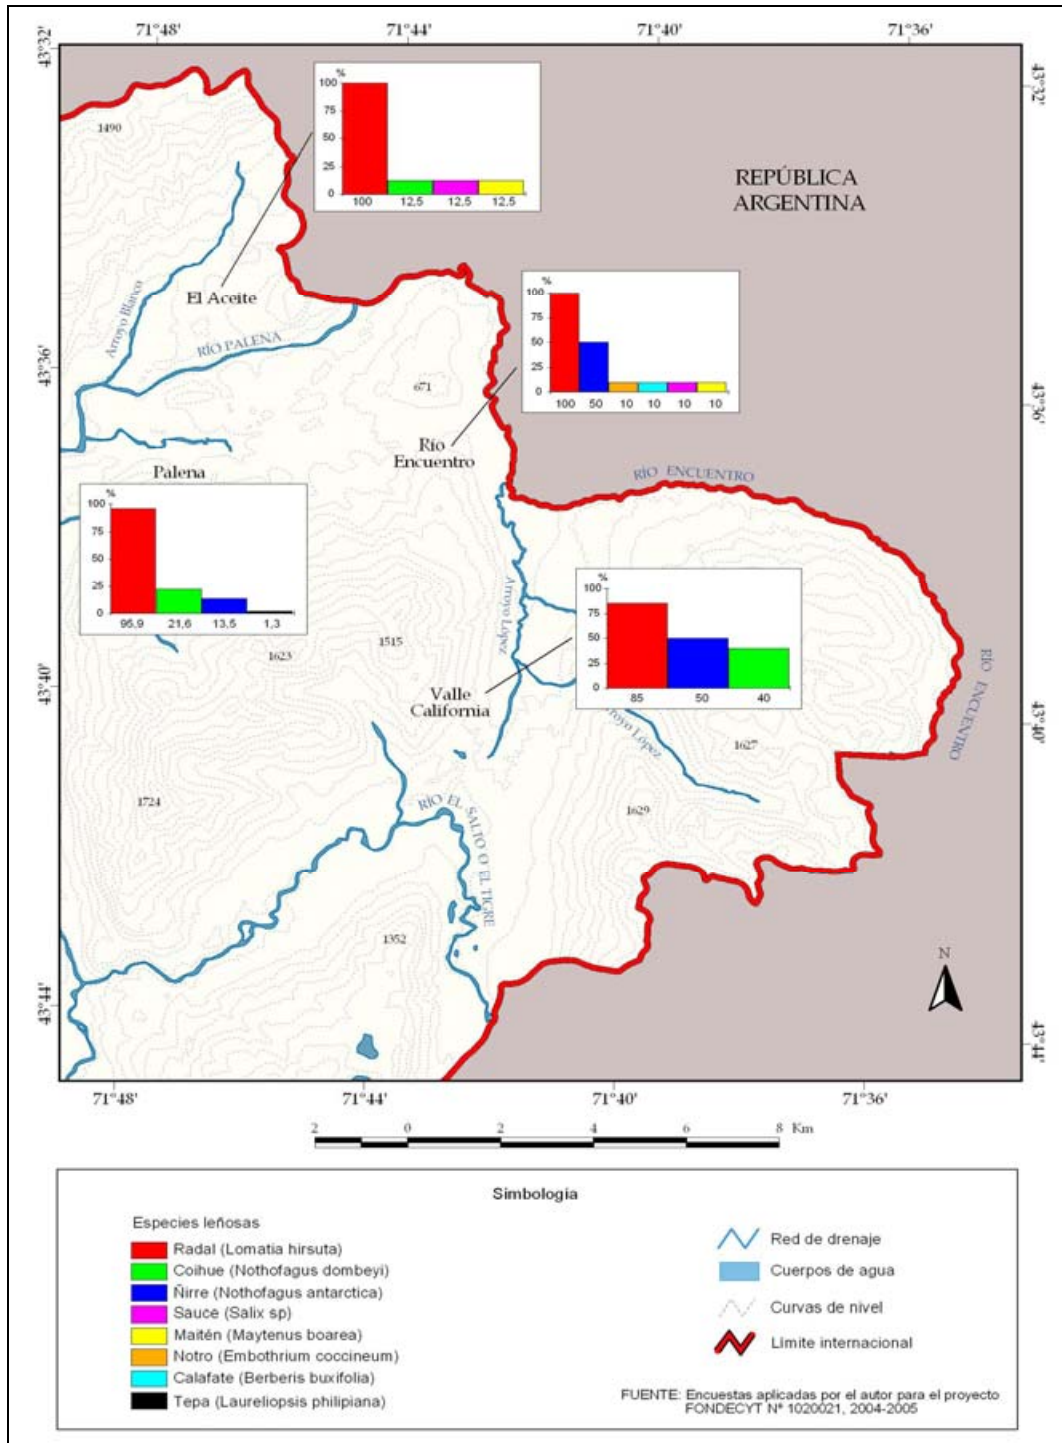 71°48'
71°44'
71°40'
71°36'
43°32'
43°32'
1490
%
100
75
50
25
0
100
12,5
12,5
12,5
REPÚBLICA
ARGENTINA
El Aceite
Arroyo Blanco
RÍO PALENA
%
100
75
50
25
0
100
50
10
10
10
10
43°36'
43°36'
671
Río
Encuentro
RÍO ENCUENTRO
Palena
%
100
75
50
25
0
95,9
21,6
13,5
1,3
Arroyo López
%
100
75
50
25
0
85
50
40
1515
1623
43°40'
43°40'
Valle
California
RÍO ENCUENTRO
Arroyo López
1627
1724
1629
RÍO EL SALTO O EL TIGRE
1352
N
43°44'
71°48'
71°44'
71°40'
71°36'
2
0
2
4
6
8 Km
Simbología
Especies leñosas
Radal (Lomatia hirsuta)
Coihue (Nothofagus dombeyi)
Ñirre (Nothofagus antarctica)
Sauce (Salix sp)
Maitén (Maytenus boarea)
Notro (Embothrium coccineum)
Calafate (Berberis buxifolia)
Tepa (Laureliopsis philipiana)
Red de drenaje
Cuerpos de agua
Curvas de nivel
Límite internacional
FUENTE: Encuestas aplicadas por el autor para el proyecto
FONDECYT Nº 1020021, 2004-2005